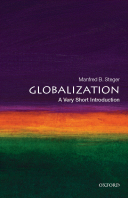 Manfred B. Steger
GLOBALIZATION
A Very Short Introduction
OXFORD